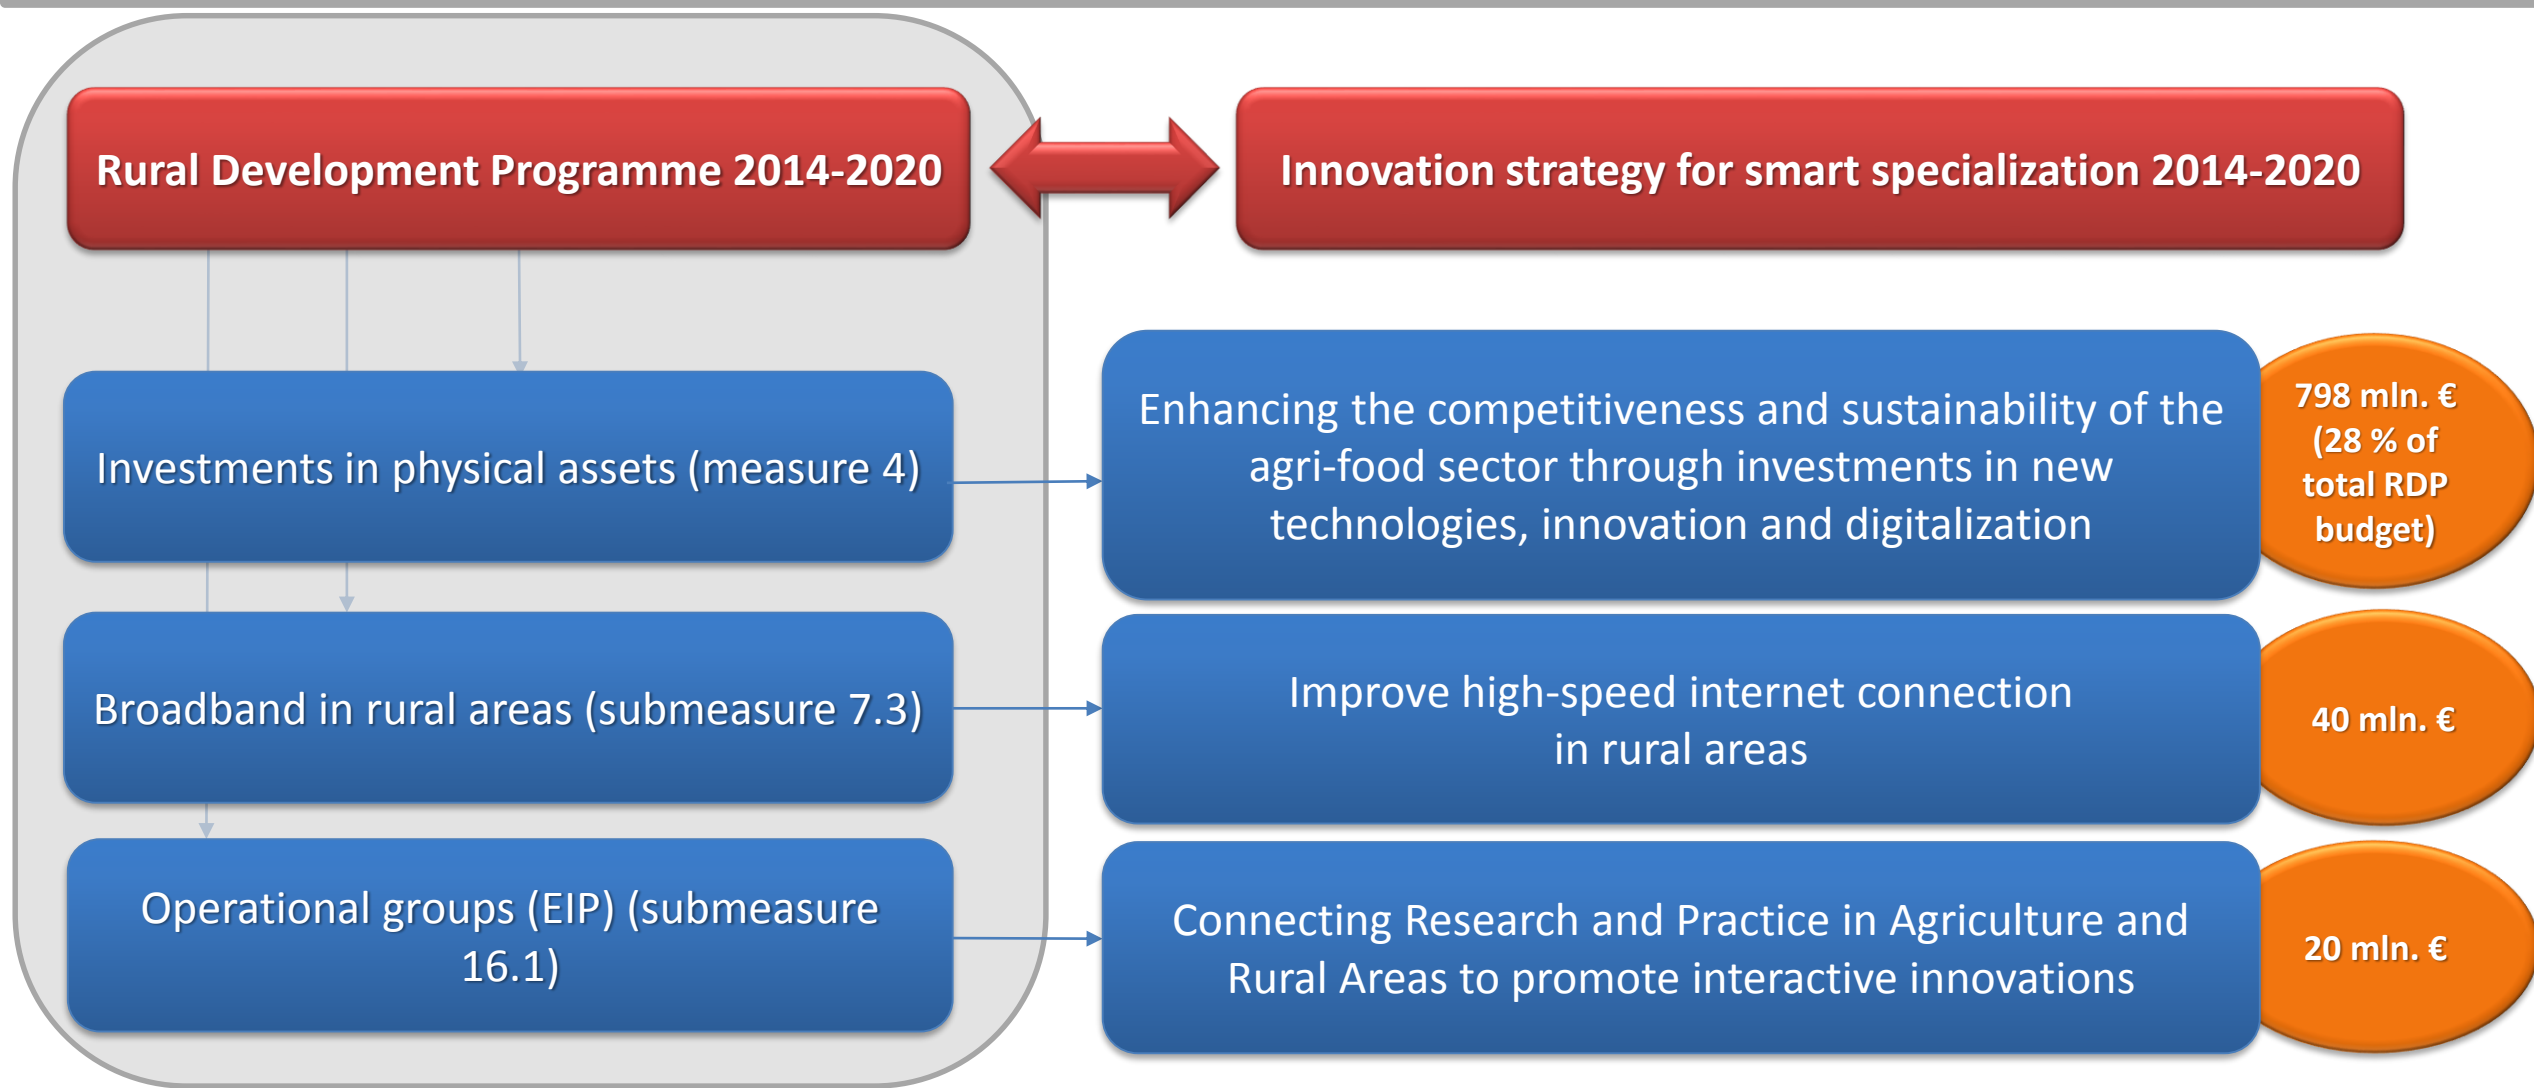 Rural Development Programme 2014-2020
Innovation strategy for smart specialization 2014-2020
Investments in physical assets (measure 4)
Enhancing the competitiveness and sustainability of the
agri-food sector through investments in new
technologies, innovation and digitalization
798 mln. €
(28 % of
total RDP
budget)
Broadband in rural areas (submeasure 7.3)
Improve high-speed internet connection
in rural areas
40 mln. €
Operational groups (EIP) (submeasure
16.1)
Connecting Research and Practice in Agriculture and
Rural Areas to promote interactive innovations
20 mln. €